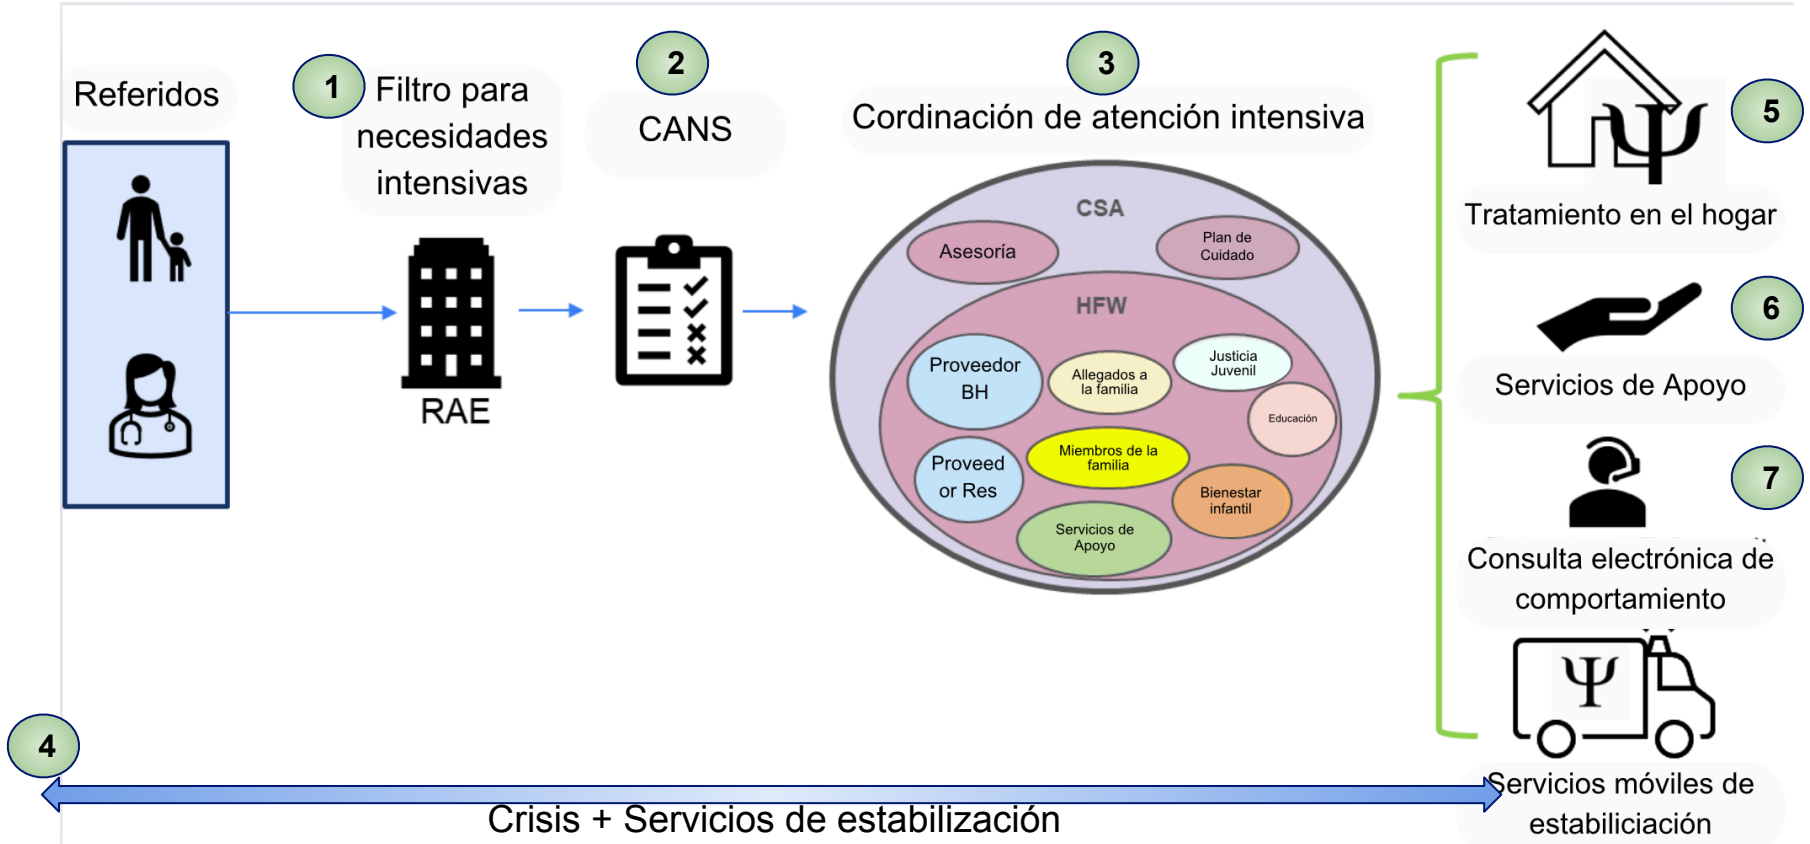 Referidos
1
Filtro para
necesidades
intensivas
RAE
2
CANS
3
Cordinación de atención intensiva
CSA
Asesoría
Plan de
Cuidado
HFW
Proveedor
BH
Allegados a
la familia
Justicia
Juvenil
Educación
Miembros de la
familia
Proveed
or Res
Bienestar
infantil
Servicios de
Apoyo
5
Tratamiento en el hogar
6
Servicios de Apoyo
7
Consulta electrónica de
comportamiento
Ψ
Servicios móviles de
estabiliciación
4
Crisis + Servicios de estabilización